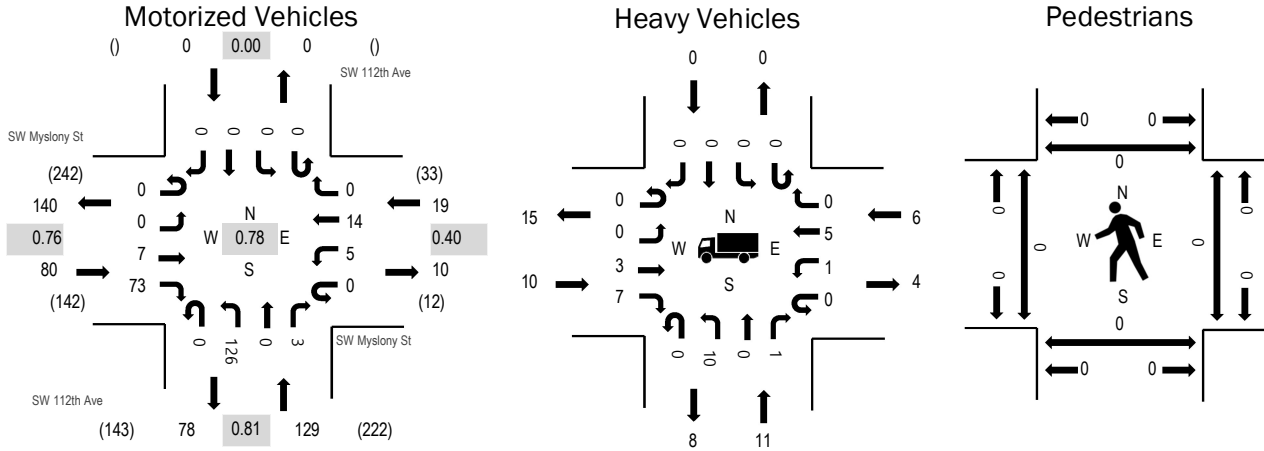 Motorized Vehicles
() 0 0.00 0 ()
SW 112th Ave
SW Myslony St
0 0 0 0
(242) (33)
0 0
140 19
0 14
N
0.76 W 0.78 E 0.40
7 5
S
80 10
73 0
(142) (12)
0 126 0 3
SW Myslony St
SW 112th Ave
(143) 78 0.81 129 (222)
Heavy Vehicles
0 0
0 0 0 0
0 0
15 6
0 N 5
W E
3 1
10 S 4
7 0
0 10 0 1
8 11
Pedestrians
0 0
0
N
0 0
W E
0 0
0 0
S
0
0 0